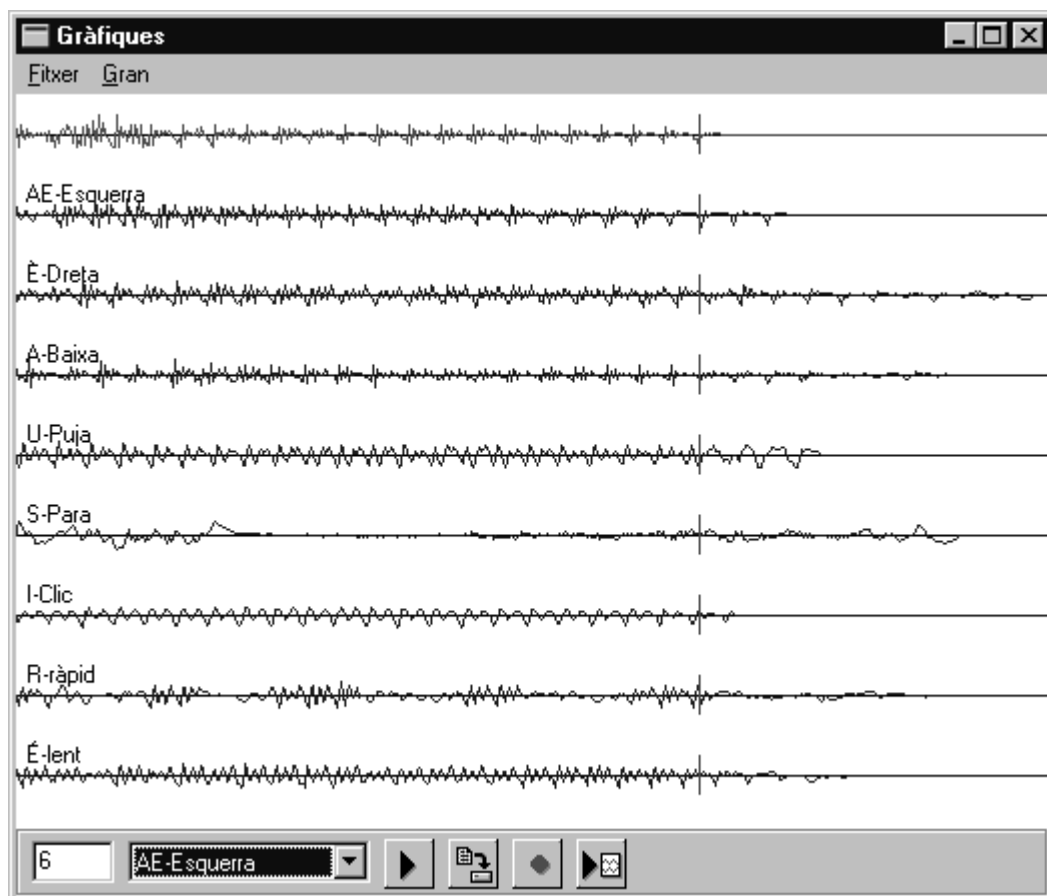 Gràfiques
Fitxer Gran
AE-Esquerra
È-Dreta
A-Baixa
U-Puja
S-Para
I-Clic
R-ràpid
É-lent
6 AE-Esquerra